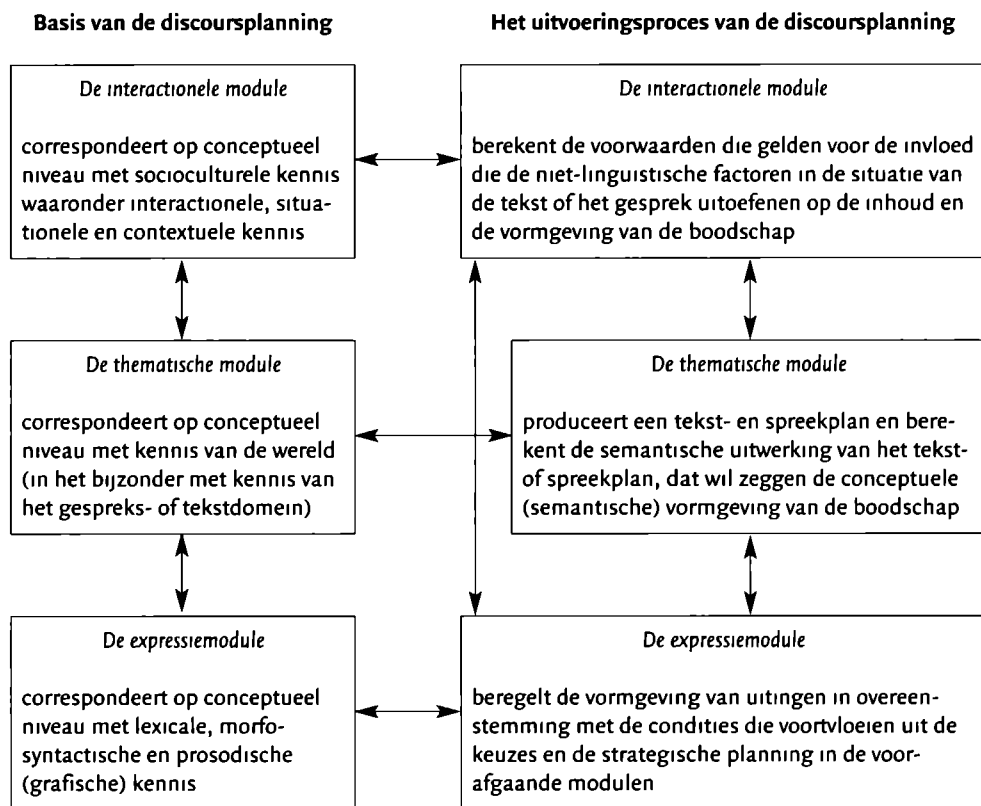 Basis van de discoursplanning
Het uitvoeringsproces van de discoursplanning
De interactionele module
correspondeert op conceptueel
niveau met socioculturele kennis
waaronder interactionele, situa-
tionele en contextuele kennis
De interactionele module
berekent de voorwaarden die gelden voor de invloed
die de niet-linguistische factoren in de situatie van
de tekst of het gesprek uitoefenen op de inhoud en
de vormgeving van de boodschap
De thematische module
correspondeert op conceptueel
niveau met kennis van de wereld
(in het bijzonder met kennis van
het gespreks- of tekstdomein)
De thematische module
produceert een tekst- en spreekplan en bere-
kent de semantische uitwerking van het tekst-
of spreekplan, dat wil zeggen de conceptuele
(semantische) vormgeving van de boodschap
De expressiemodule
correspondeert op conceptueel
niveau met lexicale, morfo-
syntactische en prosodische
(grafische) kennis
De expressiemodule
beregelt de vormgeving van uitingen in overeen-
stemming met de condities die voortvloeien uit de
keuzes en de strategische planning in de voor-
afgaande modulen